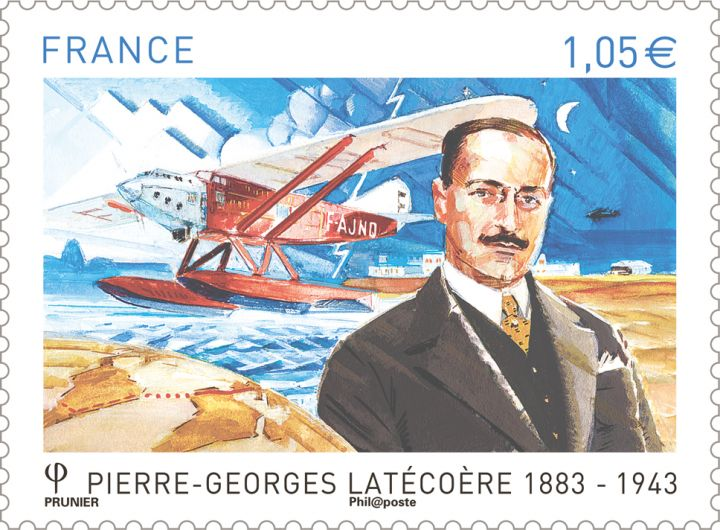 FRANCE 1,05€
F-AJNQ
PIERRE-GEORGES LATÉCOÈRE 1883 - 1943
PRUNIER Phil@poste